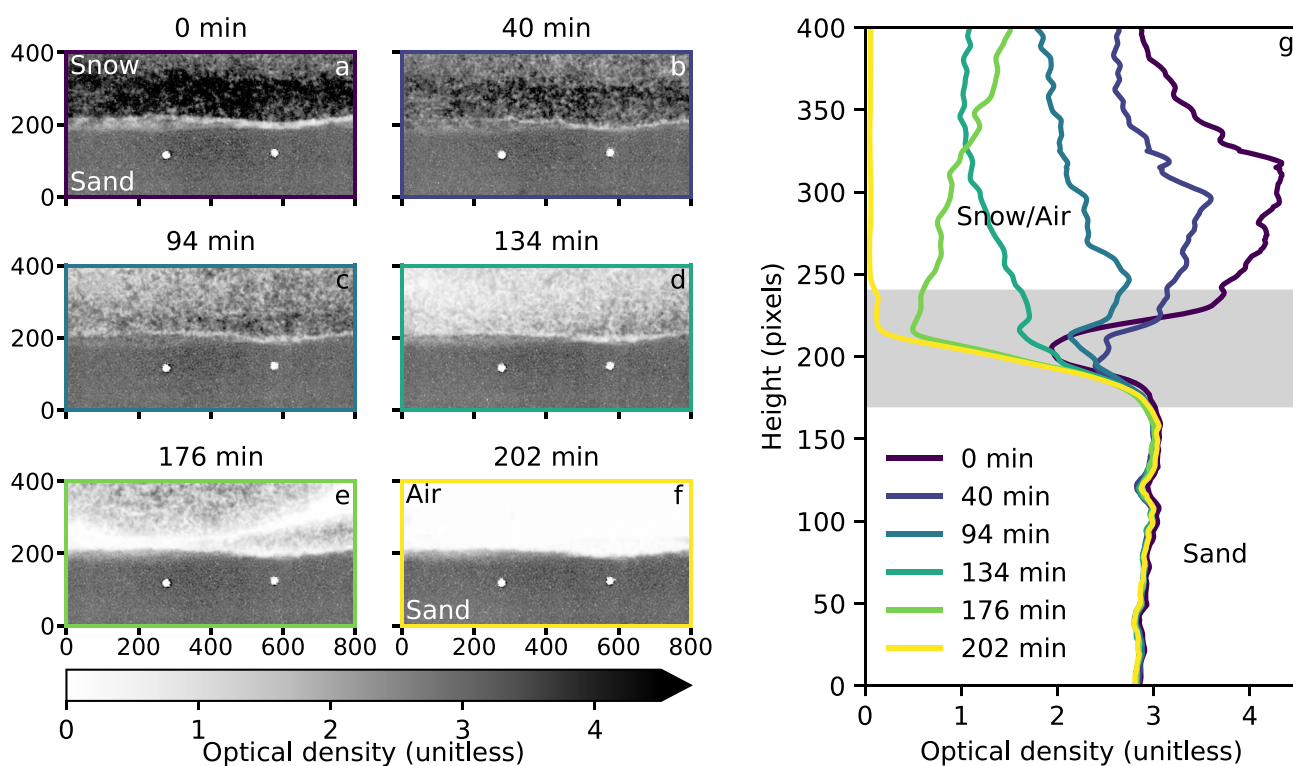 0 min
40 min
400
Snow
a
b
200
Sand
0
94 min
134 min
400
c
d
200
0
0 200 400 600 800
0 200 400 600 800
176 min
202 min
400
e
Air
f
200
Sand
0
0 200 400 600 800
0 200 400 600 800
0 1 2 3 4
Optical density (unitless)
g
400
350
300
250
200
150
100
50
0
Height (pixels)
Snow/Air
Sand
0 min
40 min
94 min
134 min
176 min
202 min
0 1 2 3 4
Optical density (unitless)